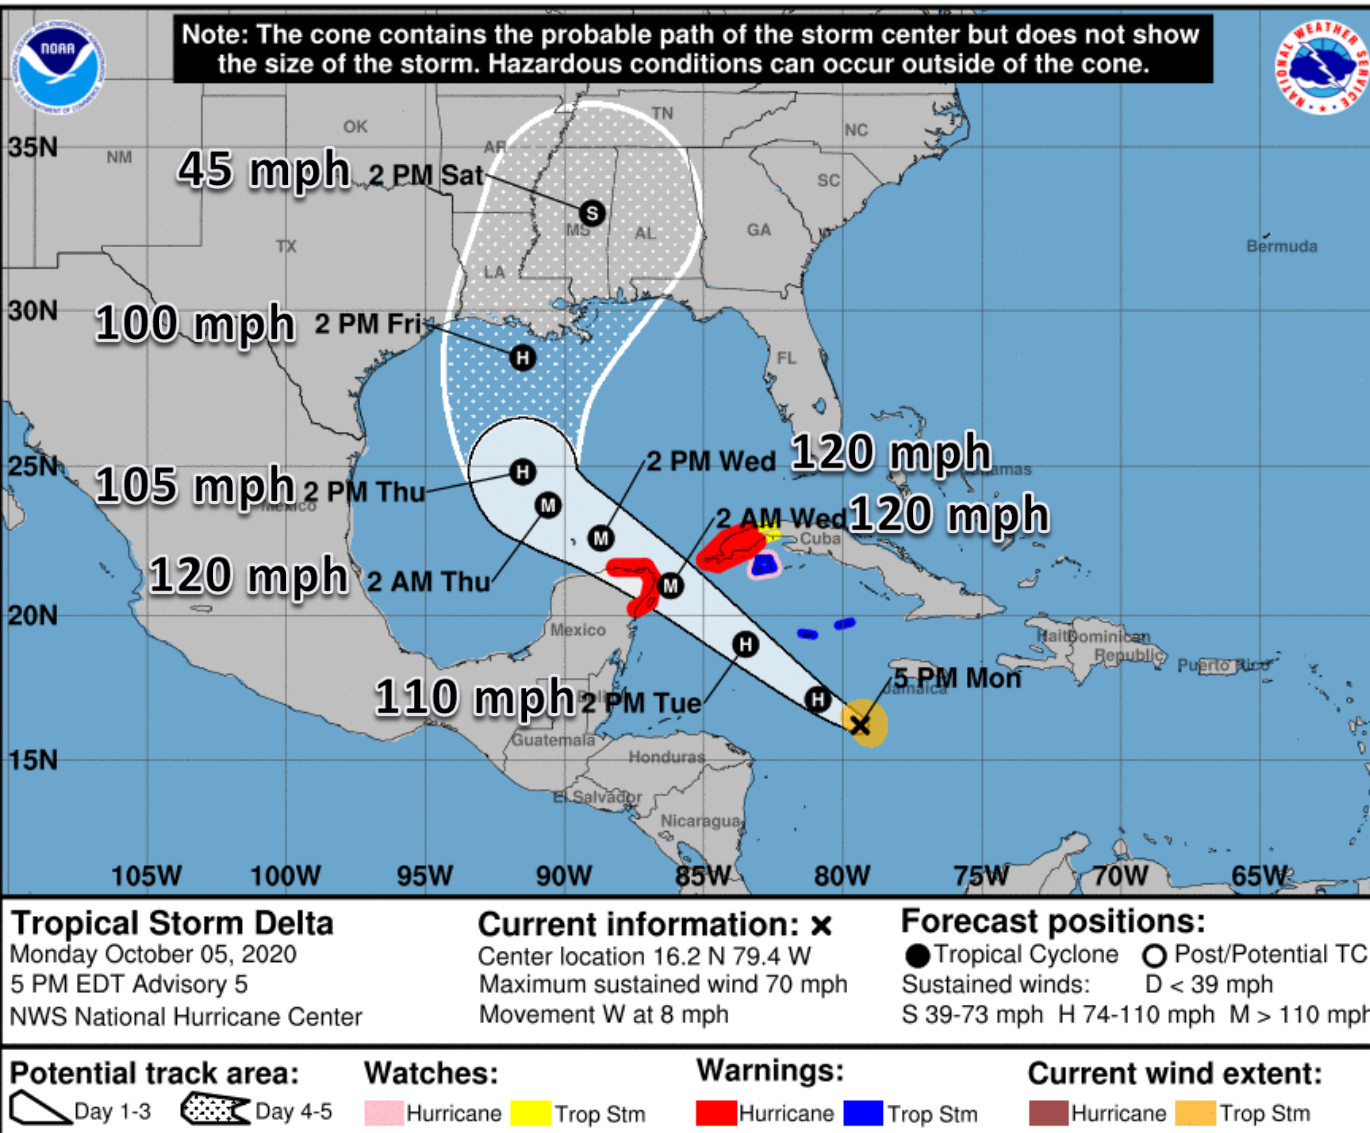 Note: The cone contains the probable path of the storm center but does not show
the size of the storm. Hazardous conditions can occur outside of the cone.
NOAA
NATIONAL WEATHER SERVICE
35N
NM
OK
AR
TN
NC
45 mph 2 PM Sat
S
SC
TX
MS
AL
GA
Bermuda
LA
30N
100 mph 2 PM Fri
H
FL
25N
105 mph 2 PM Thu
H
2 PM Wed 120 mph
Bahamas
Mexico
M
2 AM Wed 120 mph
M
Cuba
120 mph 2 AM Thu
M
20N
Mexico
H
Haiti
Dominican
Republic
Puerto Rico
110 mph 2 PM Tue
H
5 PM Mon
Jamaica
Guatemala
15N
Honduras
El Salvador
Nicaragua
105W 100W 95W 90W 85W 80W 75W 70W 65W
Tropical Storm Delta
Monday October 05, 2020
5 PM EDT Advisory 5
NWS National Hurricane Center
Current information: x
Center location 16.2 N 79.4 W
Maximum sustained wind 70 mph
Movement W at 8 mph
Forecast positions:
Tropical Cyclone Post/Potential TC
Sustained winds: D < 39 mph
S 39-73 mph H 74-110 mph M > 110 mph
Potential track area:
Day 1-3 Day 4-5
Watches:
Hurricane Trop Stm
Warnings:
Hurricane Trop Stm
Current wind extent:
Hurricane Trop Stm